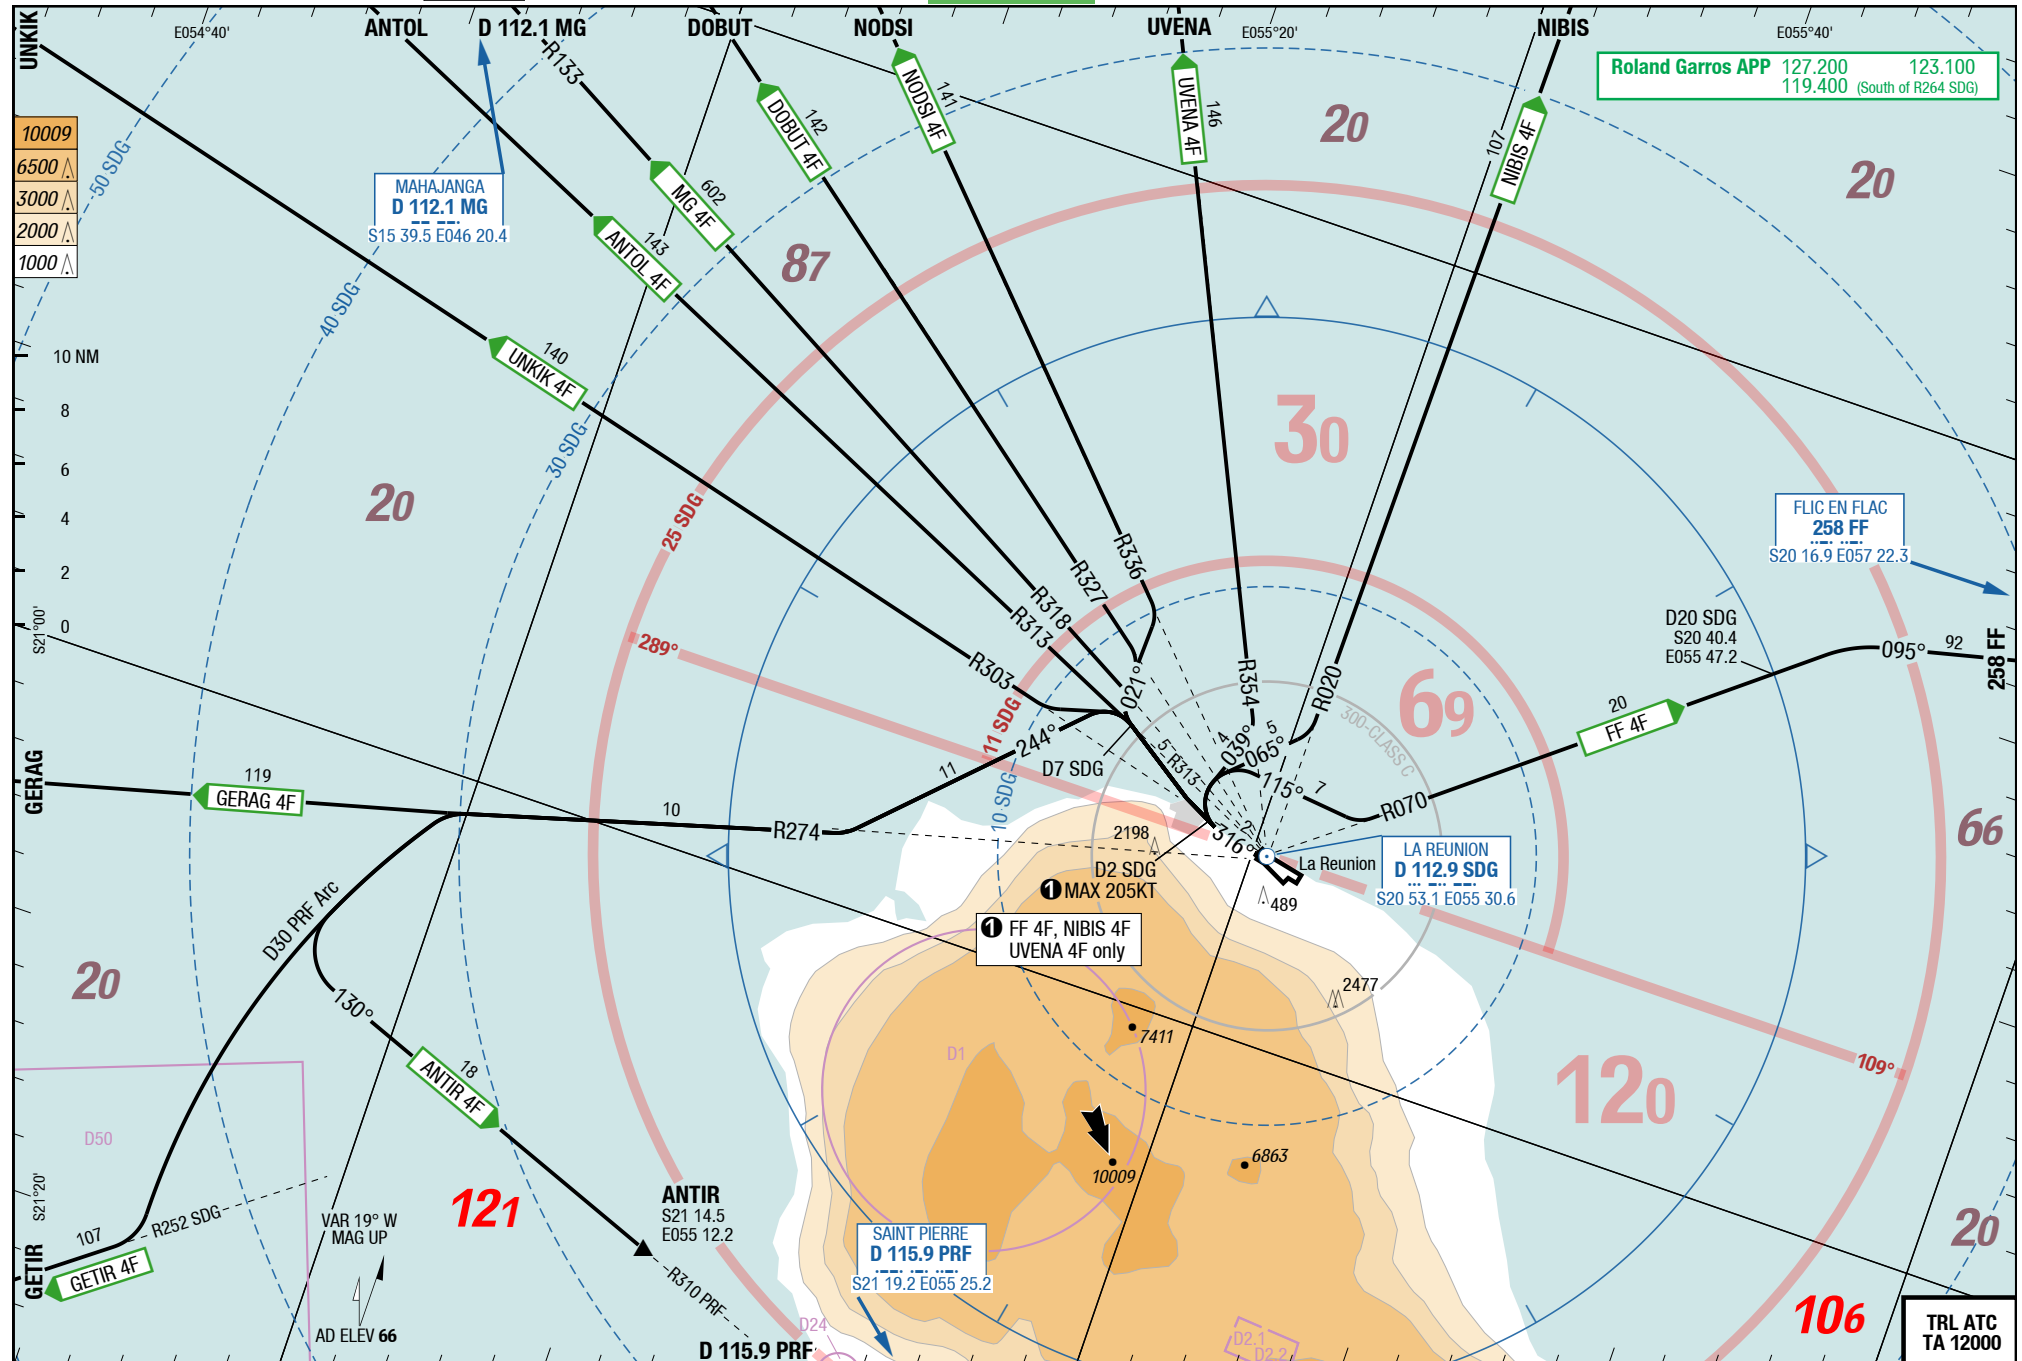 UNKIK
E054°40'
ANTOL
D 112.1 MG
DOBUT
NODSI
UVENA
E055°20'
NIBIS
E055°40'
Roland Garros APP 127.200 123.100
119.400 (South of R264 SDG)
10009
6500
3000
2000
1000
50 SDG
40 SDG
30 SDG
MAHAJANGA
D 112.1 MG
S15 39.5 E046 20.4
R133
602
MG 4F
143
ANTOL 4F
142
DOBUT 4F
141
NODSI 4F
146
UVENA 4F
107
NIBIS 4F
20
20
87
140
UNKIK 4F
10 NM
8
6
4
2
0
S21°00'
20
25 SDG
30
FLIC EN FLAC
258 FF
S20 16.9 E057 22.3
D20 SDG
S20 40.4
E055 47.2
095°
92
258 FF
20
FF 4F
289°
R303
R313
R318
R327
R336
R354
R020
021°
11 SDG
69
300-CLASS C
244°
11
D7 SDG
5
R313
4
039°
5
065°
115°
7
R070
10 SDG
GERAG
119
GERAG 4F
10
R274
2
316°
2198
D2 SDG
1 MAX 205KT
1 FF 4F, NIBIS 4F
UVENA 4F only
La Reunion
489
LA REUNION
D 112.9 SDG
S20 53.1 E055 30.6
66
D30 PRF Arc
20
130°
18
ANTIR 4F
2477
7411
D1
120
109°
D50
10009
6863
S21°20'
121
107
R252 SDG
GETIR
GETIR 4F
VAR 19° W
MAG UP
AD ELEV 66
ANTIR
S21 14.5
E055 12.2
R310 PRF
SAINT PIERRE
D 115.9 PRF
S21 19.2 E055 25.2
D24
D 115.9 PRF
D2.1
D2.2
20
106
TRL ATC
TA 12000